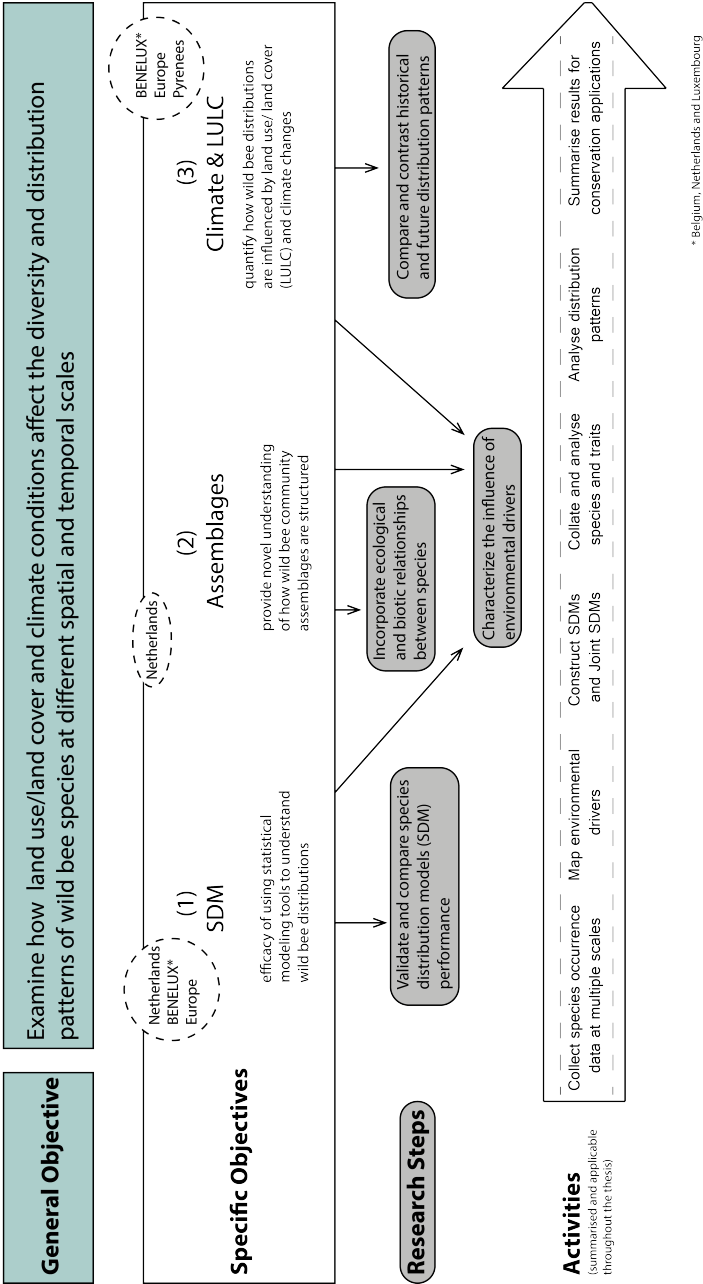 General Objective
Examine how land use/land cover and climate conditions affect the diversity and distribution
patterns of wild bee species at different spatial and temporal scales
Specific Objectives
Netherlands
BENELUX*
Europe
(1)
SDM
efficacy of using statistical
modeling tools to understand
wild bee distributions
Netherlands
(2)
Assemblages
provide novel understanding
of how wild bee community
assemblages are structured
BENELUX*
Europe
Pyrenees
(3)
Climate & LULC
quantify how wild bee distributions
are influenced by land use/ land cover
(LULC) and climate changes
Research Steps
Validate and compare species
distribution models (SDM)
performance
Incorporate ecological
and biotic relationships
between species
Characterize the influence of
environmental drivers
Compare and contrast historical
and future distribution patterns
Activities
(summarised and applicable
throughout the thesis)
Collect species occurrence
data at multiple scales
Map environmental
drivers
Construct SDMs
and Joint SDMs
Collate and analyse
species and traits
Analyse distribution
patterns
Summarise results for
conservation applications
* Belgium, Netherlands and Luxembourg